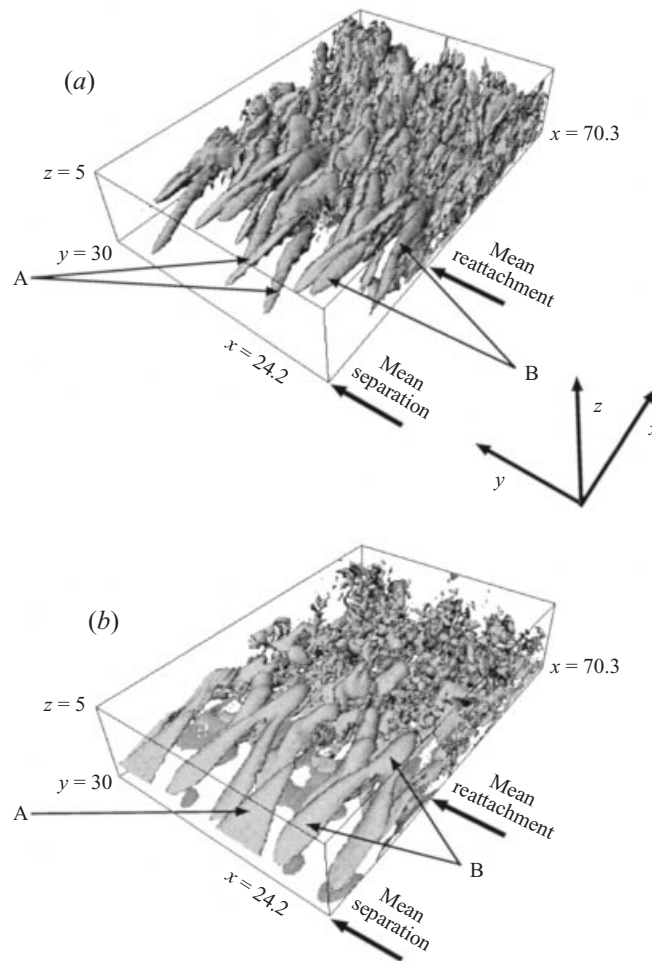 (a)
x = 70.3
z = 5
y = 30
Mean
reattachment
A
x = 24.2
Mean
separation
B
z
x
y
(b)
x = 70.3
z = 5
y = 30
Mean
reattachment
A
B
x = 24.2
Mean
separation